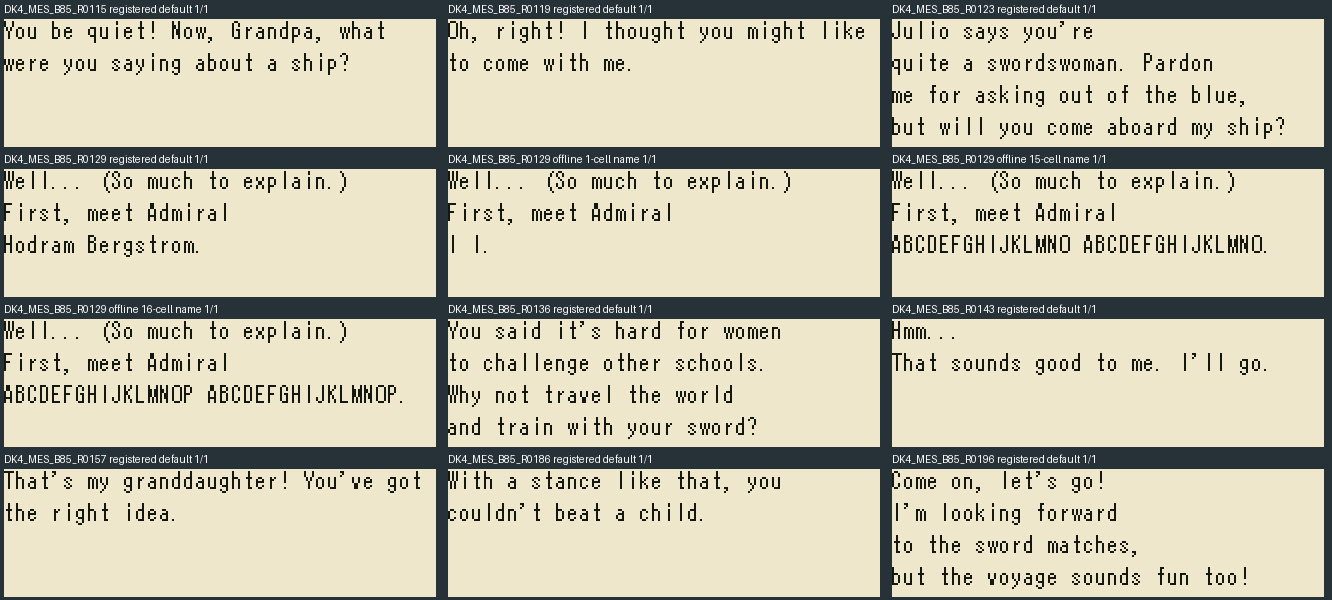 DK4_MES_B85_R0115 registered default 1/1
You be quiet! Now, Grandpa, what
were you saying about a ship?
DK4_MES_B85_R0119 registered default 1/1
Oh, right! I thought you might like
to come with me.
DK4_MES_B85_R0123 registered default 1/1
Julio says you're
quite a swordswoman. Pardon
me for asking out of the blue,
but will you come aboard my ship?
DK4_MES_B85_R0129 registered default 1/1
Well... (So much to explain.)
First, meet Admiral
Hodram Bergstrom.
DK4_MES_B85_R0129 offline 1-cell name 1/1
Well... (So much to explain.)
First, meet Admiral
I I.
DK4_MES_B85_R0129 offline 15-cell name 1/1
Well... (So much to explain.)
First, meet Admiral
ABCDEFGHIJKLMNO ABCDEFGHIJKLMNO.
DK4_MES_B85_R0129 offline 16-cell name 1/1
Well... (So much to explain.)
First, meet Admiral
ABCDEFGHIJKLMNOP ABCDEFGHIJKLMNOP.
DK4_MES_B85_R0136 registered default 1/1
You said it's hard for women
to challenge other schools.
Why not travel the world
and train with your sword?
DK4_MES_B85_R0143 registered default 1/1
Hmm...
That sounds good to me. I'll go.
DK4_MES_B85_R0157 registered default 1/1
That's my granddaughter! You've got
the right idea.
DK4_MES_B85_R0186 registered default 1/1
With a stance like that, you
couldn't beat a child.
DK4_MES_B85_R0196 registered default 1/1
Come on, let's go!
I'm looking forward
to the sword matches,
but the voyage sounds fun too!